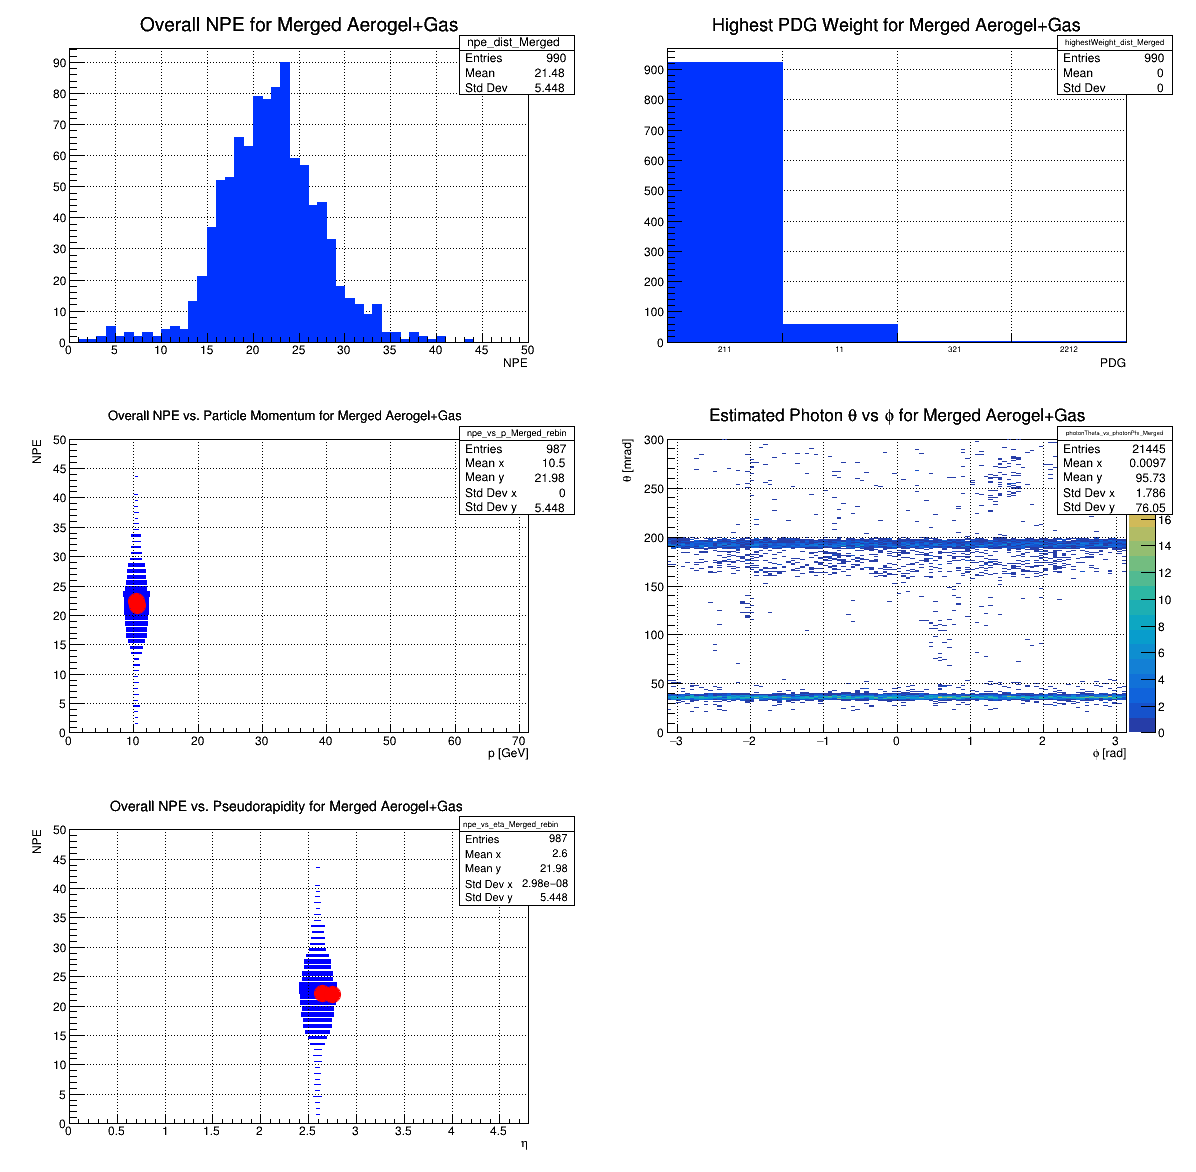 Overall NPE for Merged Aerogel+Gas
npe_dist_Merged
Entries 990
Mean 21.48
Std Dev 5.448
90
80
70
60
50
40
30
20
10
0
0 5 10 15 20 25 30 35 40 45 50
NPE
Highest PDG Weight for Merged Aerogel+Gas
highestWeight_dist_Merged
Entries 990
Mean 0
Std Dev 0
900
800
700
600
500
400
300
200
100
0
211 11 321 2212
PDG
Overall NPE vs. Particle Momentum for Merged Aerogel+Gas
npe_vs_p_Merged_rebin
Entries 987
Mean x 10.5
Mean y 21.98
Std Dev x 0
Std Dev y 5.448
NPE
50
45
40
35
30
25
20
15
10
5
0
0 10 20 30 40 50 60 70
p [GeV]
Estimated Photon θ vs ϕ for Merged Aerogel+Gas
photonTheta_vs_photonPhi_Merged
Entries 21445
Mean x 0.0097
Mean y 95.73
Std Dev x 1.786
Std Dev y 76.05
θ [mrad]
300
250
200
150
100
50
0
−3 −2 −1 0 1 2 3
ϕ [rad]
16
14
12
10
8
6
4
2
0
Overall NPE vs. Pseudorapidity for Merged Aerogel+Gas
npe_vs_eta_Merged_rebin
Entries 987
Mean x 2.6
Mean y 21.98
Std Dev x 2.98e−08
Std Dev y 5.448
NPE
50
45
40
35
30
25
20
15
10
5
0
0 0.5 1 1.5 2 2.5 3 3.5 4 4.5
η